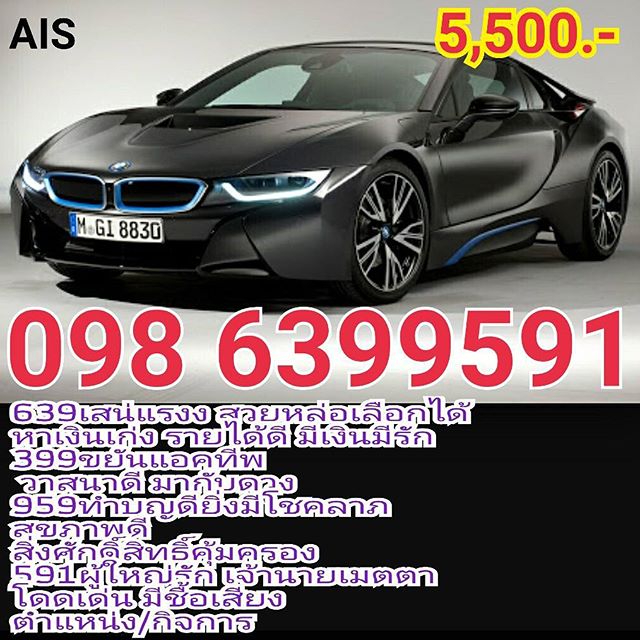 AIS 5,500.-
M GI 8830
098 6399591
639เสน่แรงง สวยหล่อเลือกได้
หาเงินเก่ง รายได้ดี มีเงินมีรัก
399ขยันแอคทีพ
วาสนาดี มากับดวง
959ทำบุญดียิ่งมีโชคลาภ
สุขภาพดี
สิ่งศักดิ์สิทธิ์คุ้มครอง
591ผู้ใหญ่รัก เจ้านายเมตตา
โดดเด่น มีชื่อเสียง
ตำแหน่ง/กิจการ